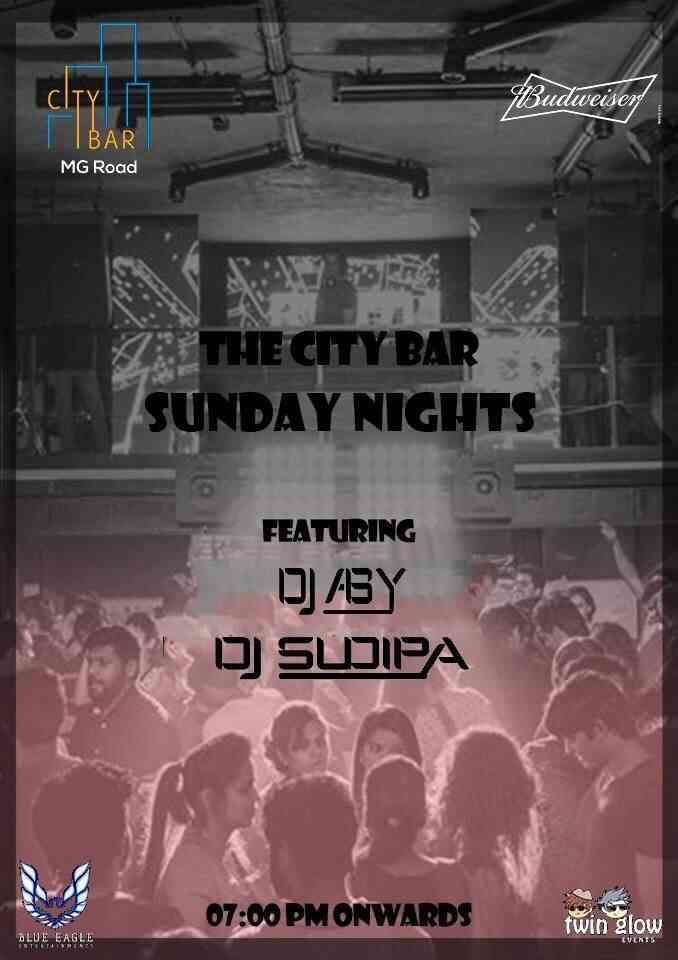 CITY
BAR
MG Road
Budweiser
THE CITY BAR
SUNDAY NIGHTS
FEATURING
DJ ABY
DJ SUDIPA
07:00 PM ONWARDS
BLUE EAGLE
ENTERTAINMENTS
twin glow
EVENTS